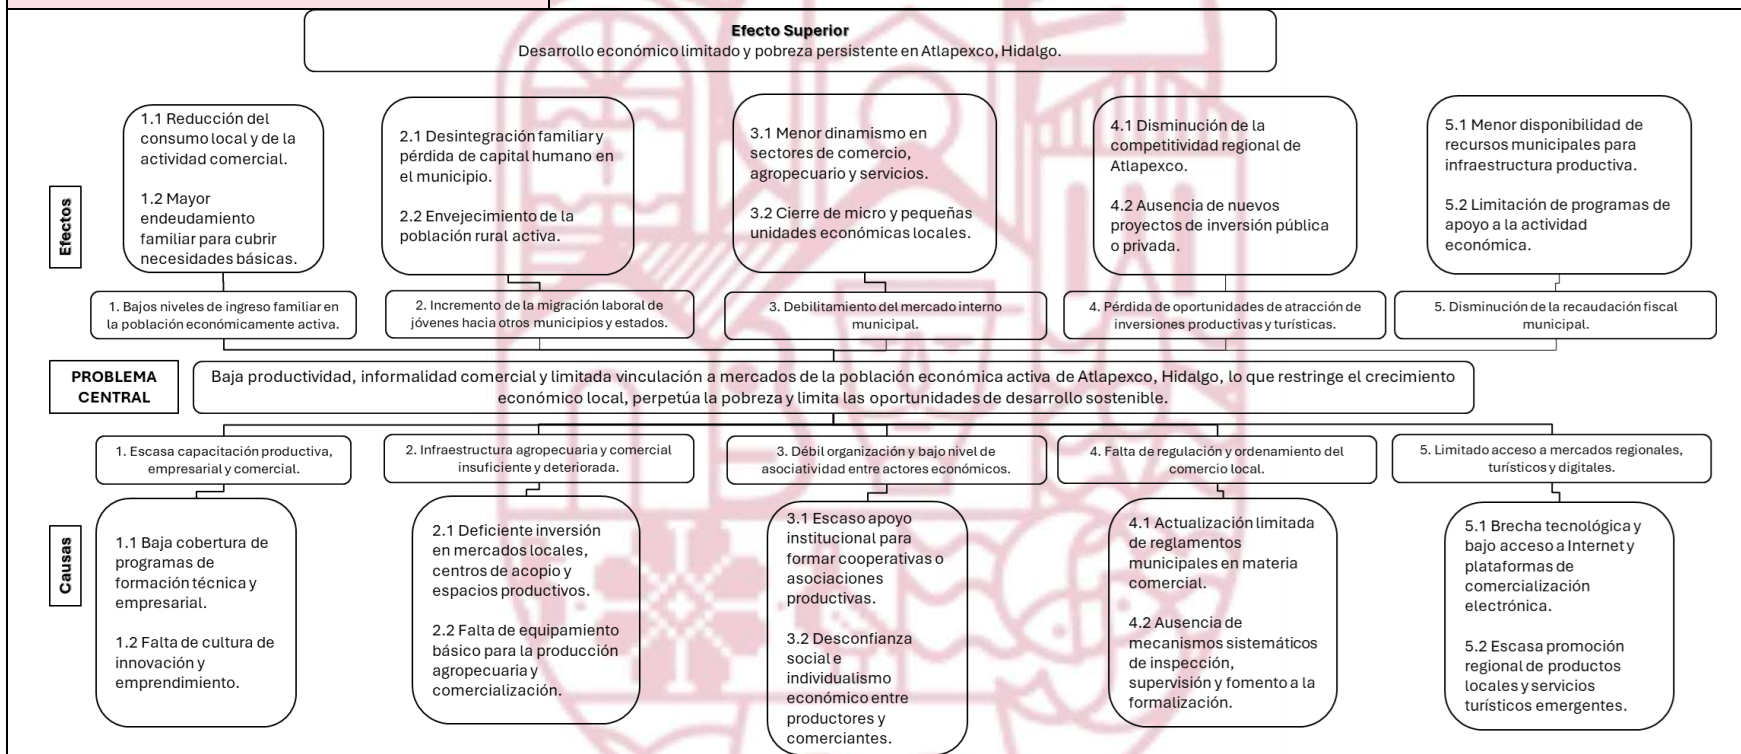 Efecto Superior
Desarrollo económico limitado y pobreza persistente en Atlapexco, Hidalgo.
Efectos
1.1 Reducción del
consumo local y de la
actividad comercial.
1.2 Mayor
endeudamiento
familiar para cubrir
necesidades básicas.
2.1 Desintegración familiar y
pérdida de capital humano en
el municipio.
2.2 Envejecimiento de la
población rural activa.
3.1 Menor dinamismo en
sectores de comercio,
agropecuario y servicios.
3.2 Cierre de micro y pequeñas
unidades económicas locales.
4.1 Disminución de la
competitividad regional de
Atlapexco.
4.2 Ausencia de nuevos
proyectos de inversión pública
o privada.
5.1 Menor disponibilidad de
recursos municipales para
infraestructura productiva.
5.2 Limitación de programas de
apoyo a la actividad
económica.
1. Bajos niveles de ingreso familiar en
la población económicamente activa.
2. Incremento de la migración laboral de
jóvenes hacia otros municipios y estados.
3. Debilitamiento del mercado interno
municipal.
4. Pérdida de oportunidades de atracción de
inversiones productivas y turísticas.
5. Disminución de la recaudación fiscal
municipal.
PROBLEMA
CENTRAL
Baja productividad, informalidad comercial y limitada vinculación a mercados de la población económica activa de Atlapexco, Hidalgo, lo que restringe el crecimiento
económico local, perpetúa la pobreza y limita las oportunidades de desarrollo sostenible.
1. Escasa capacitación productiva,
empresarial y comercial.
2. Infraestructura agropecuaria y comercial
insuficiente y deteriorada.
3. Débil organización y bajo nivel de
asociatividad entre actores económicos.
4. Falta de regulación y ordenamiento del
comercio local.
5. Limitado acceso a mercados regionales,
turísticos y digitales.
Causas
1.1 Baja cobertura de
programas de
formación técnica y
empresarial.
1.2 Falta de cultura de
innovación y
emprendimiento.
2.1 Deficiente inversión
en mercados locales,
centros de acopio y
espacios productivos.
2.2 Falta de equipamiento
básico para la producción
agropecuaria y
comercialización.
3.1 Escaso apoyo
institucional para
formar cooperativas o
asociaciones
productivas.
3.2 Desconfianza
social e
individualismo
económico entre
productores y
comerciantes.
4.1 Actualización limitada
de reglamentos
municipales en materia
comercial.
4.2 Ausencia de
mecanismos sistemáticos
de inspección,
supervisión y fomento a la
formalización.
5.1 Brecha tecnológica y
bajo acceso a Internet y
plataformas de
comercialización
electrónica.
5.2 Escasa promoción
regional de productos
locales y servicios
turísticos emergentes.